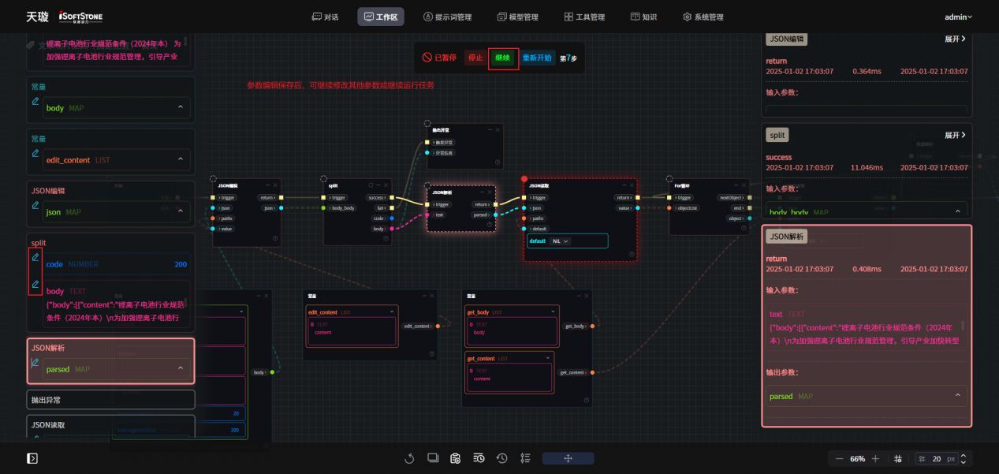 天璇
iSOFTSTONE
软通动力
对话
工作区
提示词管理
模型管理
工具管理
知识
系统管理
admin
已暂停
停止
继续
重新开始
第7步
参数编辑保存后，可继续修改其他参数或继续运行任务
锂离子电池行业规范条件（2024年本） 为
加强锂离子电池行业规范管理，引导产业
常量
body MAP
常量
edit_content LIST
JSON编辑
json MAP
split
code NUMBER 200
body TEXT
{"body":[["content":"锂离子电池行业规范
条件（2024年本）\n为加强锂离子电池行
JSON解析
parsed MAP
抛出异常
JSON读取
抛出异常
触发异常
异常信息
JSON编辑
trigger return
json json
paths
value
split
trigger success
body_body fail
code
body
JSON解析
trigger
return
text
parsed
JSON读取
trigger return
json value
paths
default
default NIL
For循环
trigger nextObject
objectList end
object
body
20
300
常量
edit_content LIST
0 TEXT
content
edit_content
常量
get_body LIST
0 TEXT
body
get_body
get_content LIST
0 TEXT
content
get_content
JSON编辑
展开
return
2025-01-02 17:03:07 0.364ms 2025-01-02 17:03:07
输入参数：
split
展开
success
2025-01-02 17:03:07 11.046ms 2025-01-02 17:03:07
输入参数：
body_body MAP
JSON解析
return
2025-01-02 17:03:07 0.408ms 2025-01-02 17:03:07
输入参数：
text TEXT
{"body":[["content":"锂离子电池行业规范条件（2024年
本）\n为加强锂离子电池行业规范管理，引导产业加快转型
输出参数：
parsed MAP
66%
20 px